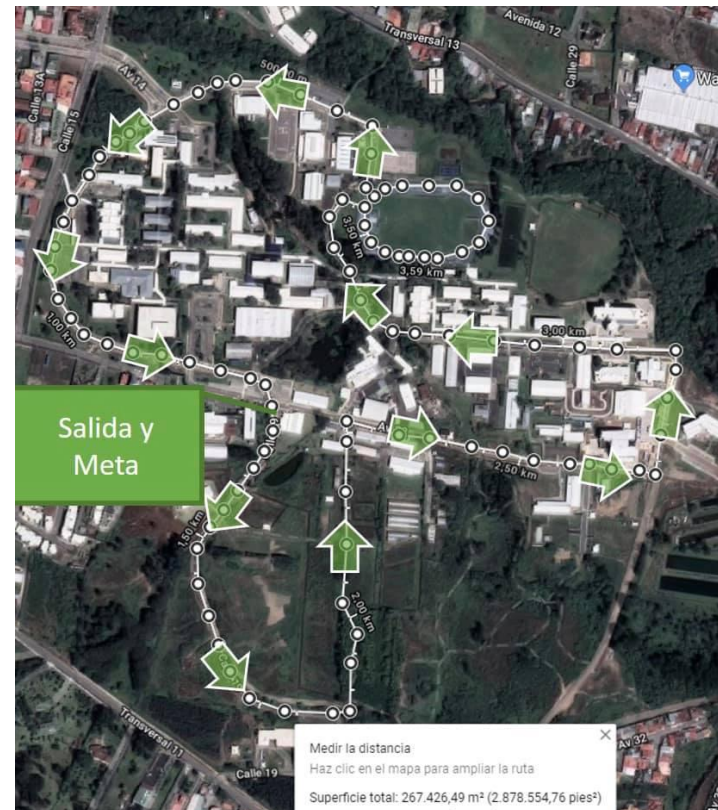 Transversal 13
Avenida 12
Calle 29
Wa
Av 14
Calle 13A
Calle 15
500,00 m
3,50 km
3,59 km
1,00 km
3,00 km
Salida y
Meta
2,50 km
1,50 km
2,00 km
Transversal 11
Calle 19
Av 32
Medir la distancia
Haz clic en el mapa para ampliar la ruta
Superficie total: 267.426,49 m² (2.878.554,76 pies²)